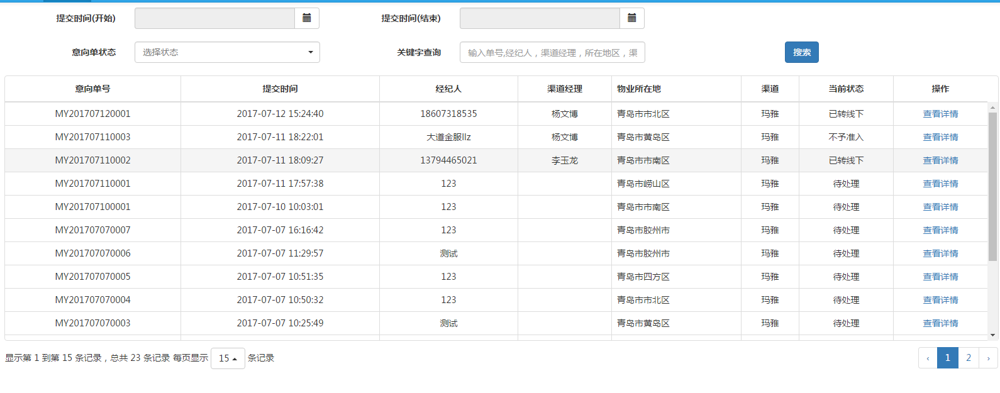 提交时间(开始) 提交时间(结束)
意向单状态 选择状态 关键字查询 输入单号,经纪人，渠道经理，所在地区，渠 搜索
意向单号 提交时间 经纪人 渠道经理 物业所在地 渠道 当前状态 操作
MY201707120001 2017-07-12 15:24:40 18607318535 杨文博 青岛市市北区 玛雅 已转线下 查看详情
MY201707110003 2017-07-11 18:22:01 大道金服llz 杨文博 青岛市黄岛区 玛雅 不予准入 查看详情
MY201707110002 2017-07-11 18:09:27 13794465021 李玉龙 青岛市市南区 玛雅 已转线下 查看详情
MY201707110001 2017-07-11 17:57:38 123 青岛市崂山区 玛雅 待处理 查看详情
MY201707100001 2017-07-10 10:03:01 123 青岛市市南区 玛雅 待处理 查看详情
MY201707070007 2017-07-07 16:16:42 123 青岛市胶州市 玛雅 待处理 查看详情
MY201707070006 2017-07-07 11:29:57 测试 青岛市胶州市 玛雅 待处理 查看详情
MY201707070005 2017-07-07 10:51:35 123 青岛市四方区 玛雅 待处理 查看详情
MY201707070004 2017-07-07 10:50:32 123 青岛市市北区 玛雅 待处理 查看详情
MY201707070003 2017-07-07 10:25:49 测试 青岛市黄岛区 玛雅 待处理 查看详情
显示第 1 到第 15 条记录，总共 23 条记录 每页显示 15 条记录 ‹ 1 2 ›